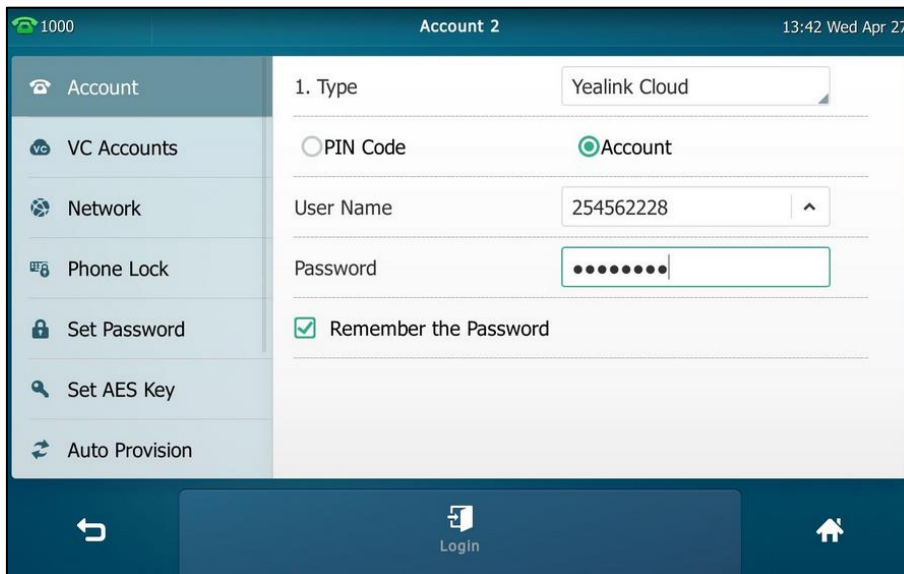 1000 Account 2 13:42 Wed Apr 27
Account
VC VC Accounts
Network
Phone Lock
Set Password
Set AES Key
Auto Provision
1. Type Yealink Cloud
PIN Code Account
User Name 254562228
Password ••••••••
Remember the Password
Login